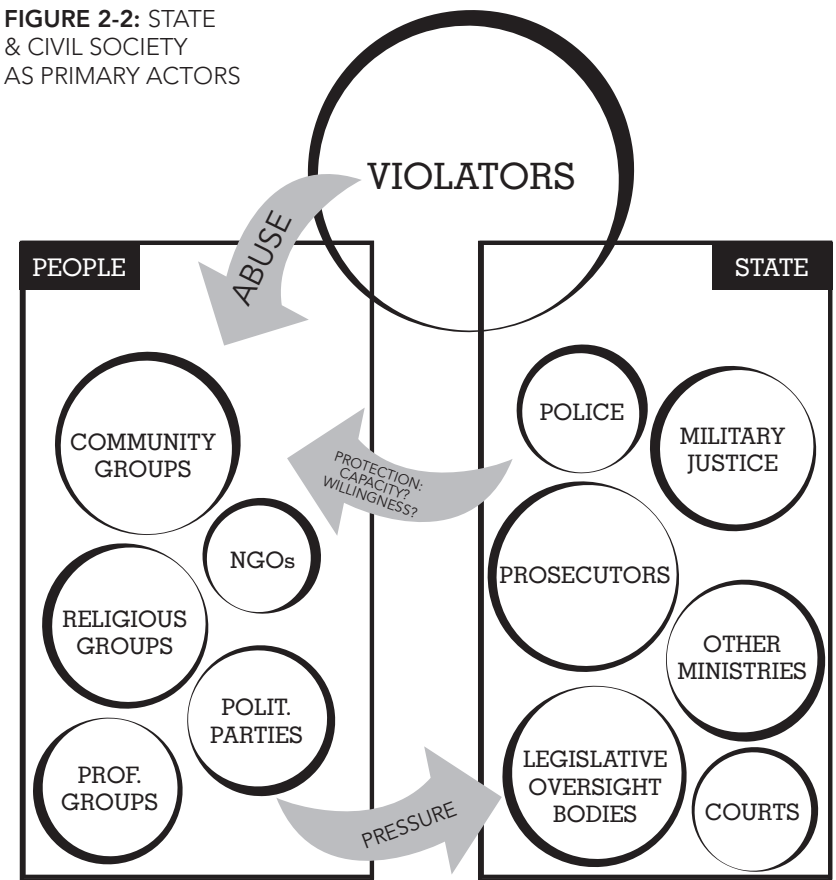 FIGURE 2-2: STATE
& CIVIL SOCIETY
AS PRIMARY ACTORS
VIOLATORS
ABUSE
PEOPLE
COMMUNITY
GROUPS
NGOs
RELIGIOUS
GROUPS
POLIT.
PARTIES
PROF.
GROUPS
PROTECTION:
CAPACITY?
WILLINGNESS?
PRESSURE
STATE
POLICE
MILITARY
JUSTICE
PROSECUTORS
OTHER
MINISTRIES
LEGISLATIVE
OVERSIGHT
BODIES
COURTS